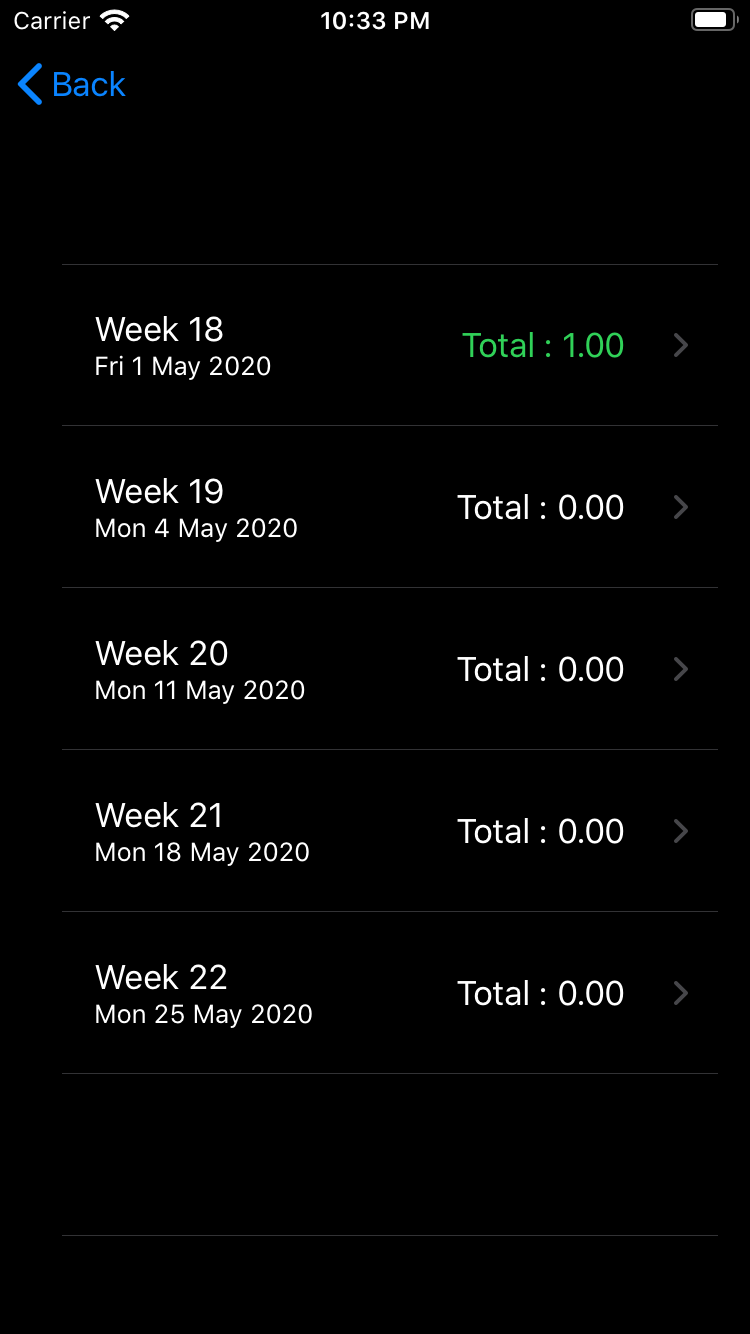 Carrier 10:33 PM
Back
Week 18
Fri 1 May 2020
Total : 1.00
Week 19
Mon 4 May 2020
Total : 0.00
Week 20
Mon 11 May 2020
Total : 0.00
Week 21
Mon 18 May 2020
Total : 0.00
Week 22
Mon 25 May 2020
Total : 0.00